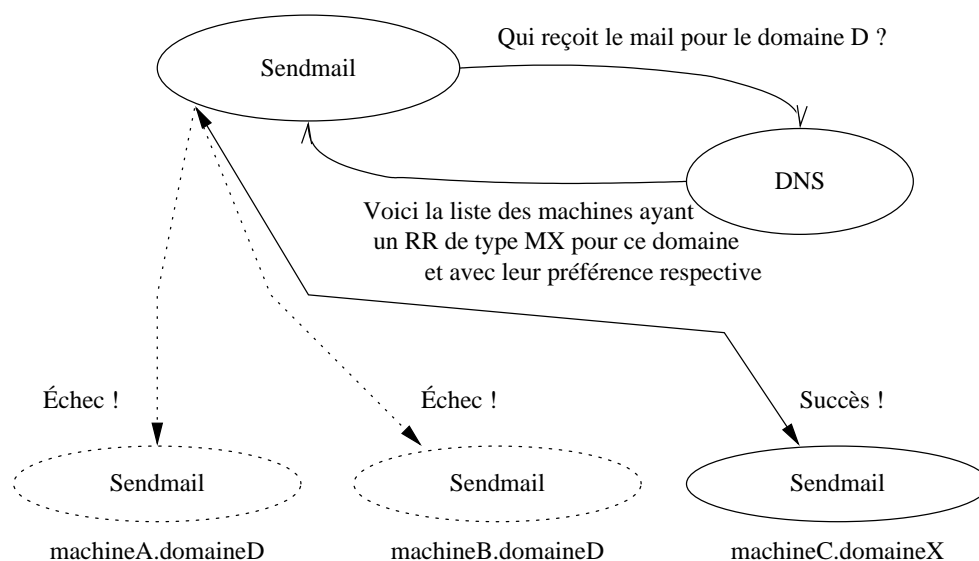 Qui reçoit le mail pour le domaine D ?
Sendmail
DNS
Voici la liste des machines ayant
un RR de type MX pour ce domaine
et avec leur préférence respective
Échec !
Échec !
Succès !
Sendmail
Sendmail
Sendmail
machineA.domaineD
machineB.domaineD
machineC.domaineX